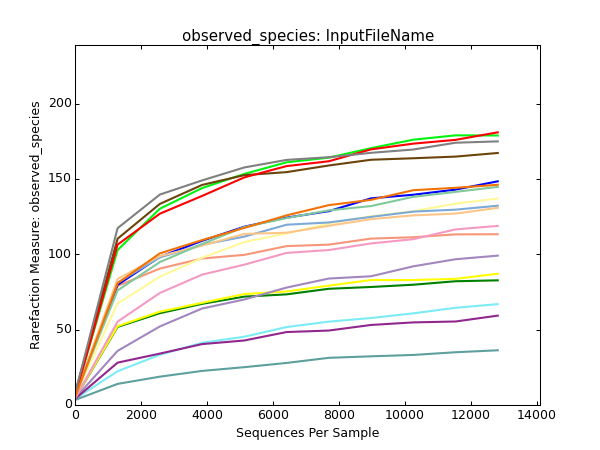 observed_species: InputFileName
200
150
100
50
0
0 2000 4000 6000 8000 10000 12000 14000
Sequences Per Sample
Rarefaction Measure: observed_species